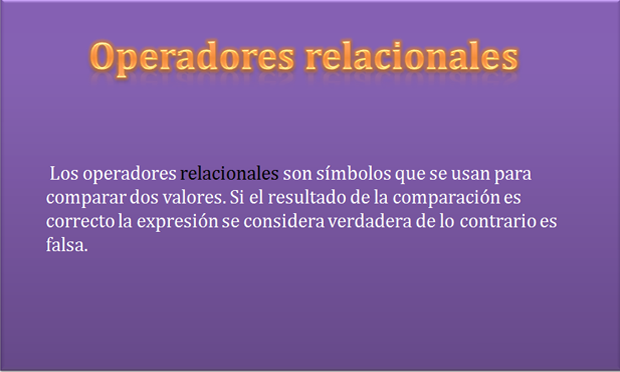 Operadores relacionales
Los operadores relacionales son símbolos que se usan para
comparar dos valores. Si el resultado de la comparación es
correcto la expresión se considera verdadera de lo contrario es
falsa.